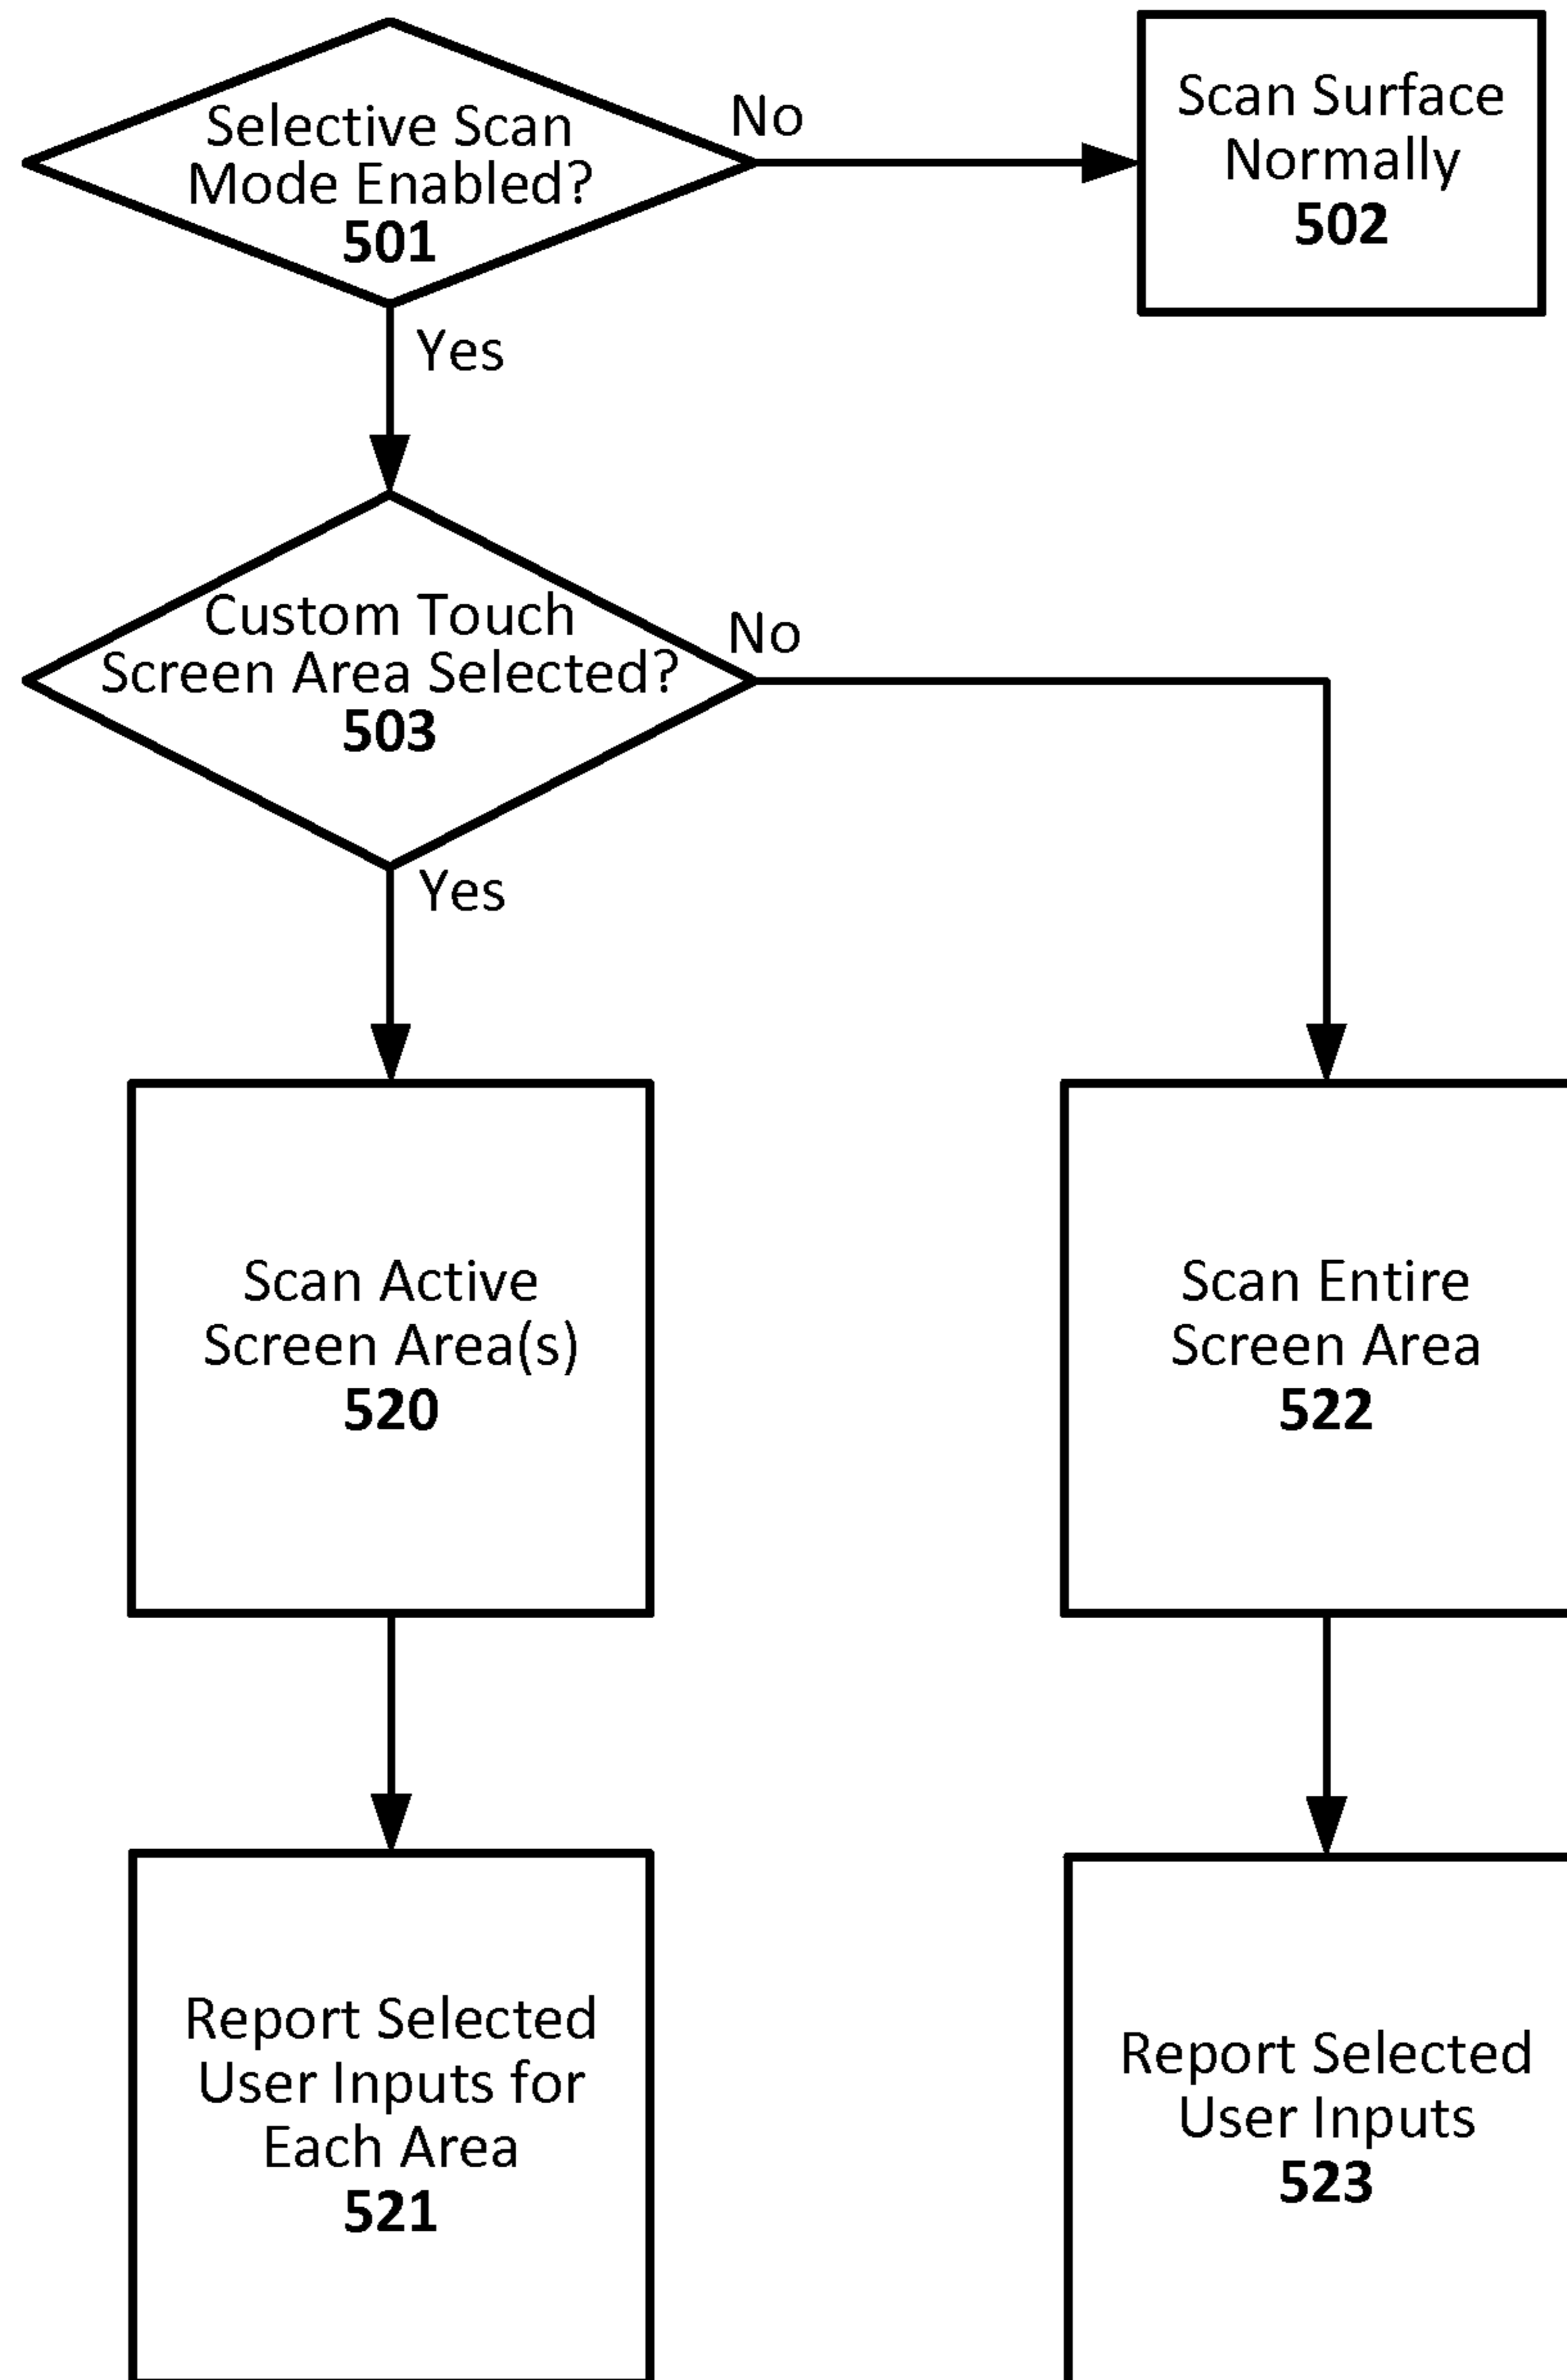 Selective Scan
Mode Enabled?
501
No
Scan Surface
Normally
502
Yes
Custom Touch
Screen Area Selected?
503
No
Yes
Scan Active
Screen Area(s)
520
Scan Entire
Screen Area
522
Report Selected
User Inputs for
Each Area
521
Report Selected
User Inputs
523